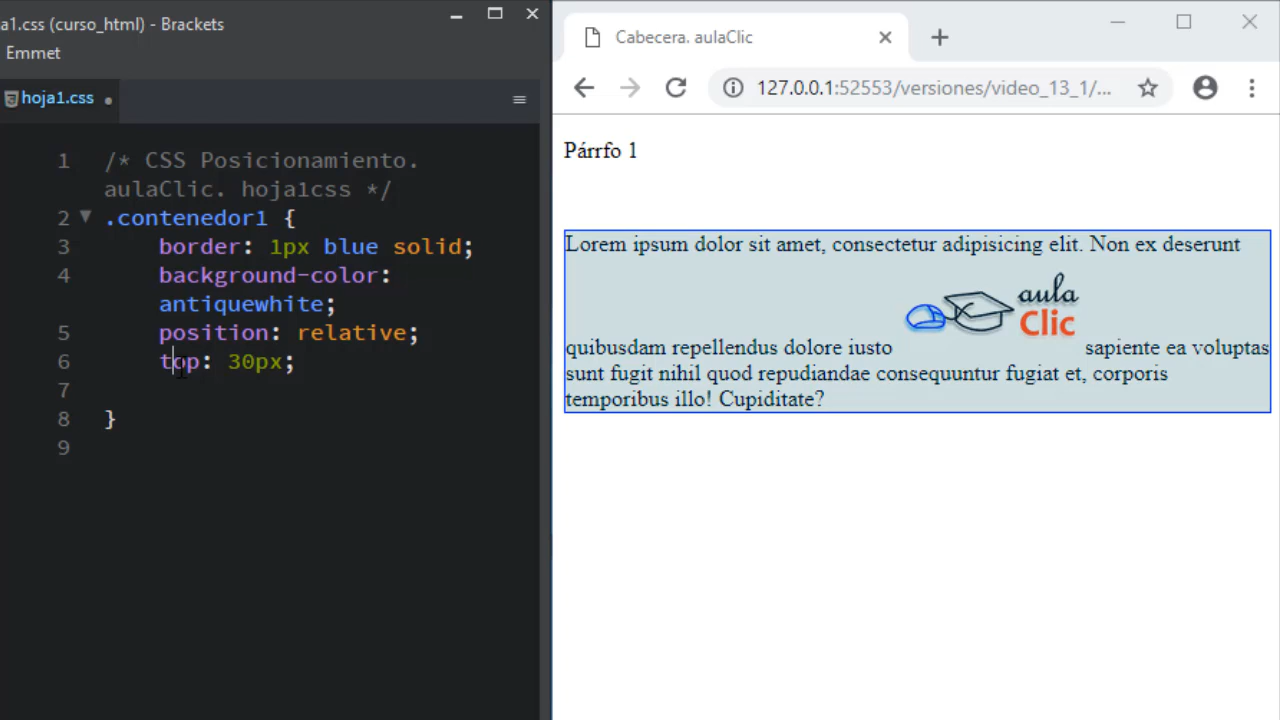 a1.css (curso_html) - Brackets
Emmet
hoja1.css
1 /* CSS Posicionamiento.
aulaClic. hoja1css */
2 .contenedor1 {
3 border: 1px blue solid;
4 background-color:
antiquewhite;
5 position: relative;
6 top: 30px;
7
8 }
9
Cabecera. aulaClic
127.0.0.1:52553/versiones/video_13_1/...
Párrfo 1
Lorem ipsum dolor sit amet, consectetur adipisicing elit. Non ex deserunt
aula
Clic
quibusdam repellendus dolore iusto sapiente ea voluptas
sunt fugit nihil quod repudiandae consequuntur fugiat et, corporis
temporibus illo! Cupiditate?